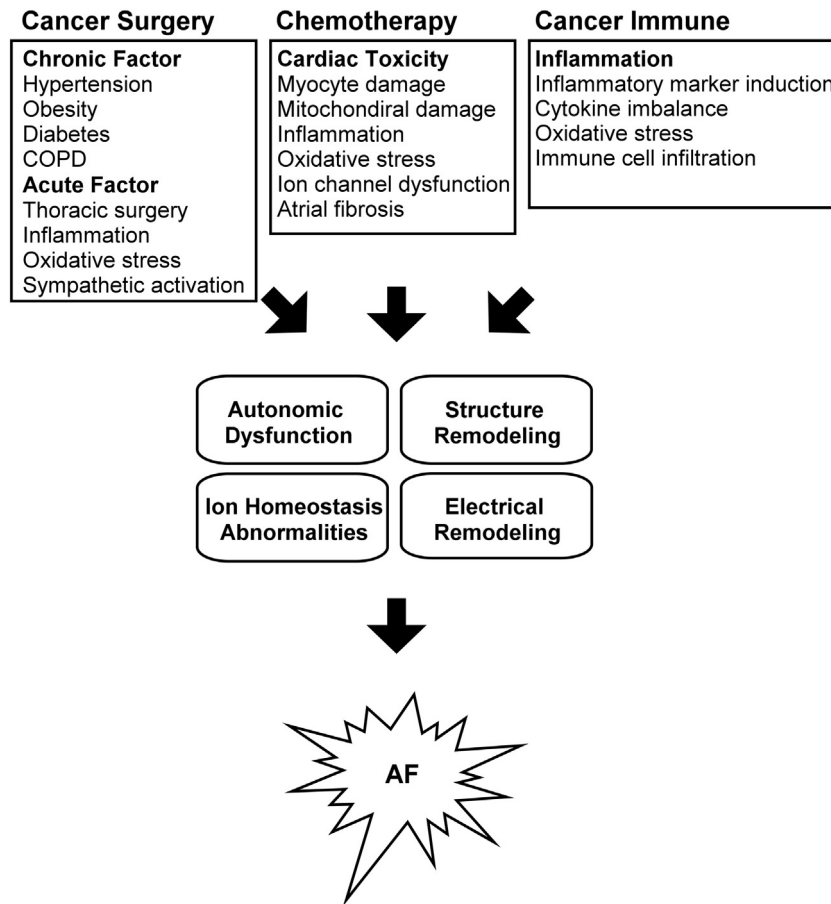 Cancer Surgery
Chronic Factor
Hypertension
Obesity
Diabetes
COPD
Acute Factor
Thoracic surgery
Inflammation
Oxidative stress
Sympathetic activation
Chemotherapy
Cardiac Toxicity
Myocyte damage
Mitochondiral damage
Inflammation
Oxidative stress
Ion channel dysfunction
Atrial fibrosis
Cancer Immune
Inflammation
Inflammatory marker induction
Cytokine imbalance
Oxidative stress
Immune cell infiltration
Autonomic
Dysfunction
Structure
Remodeling
Ion Homeostasis
Abnormalities
Electrical
Remodeling
AF